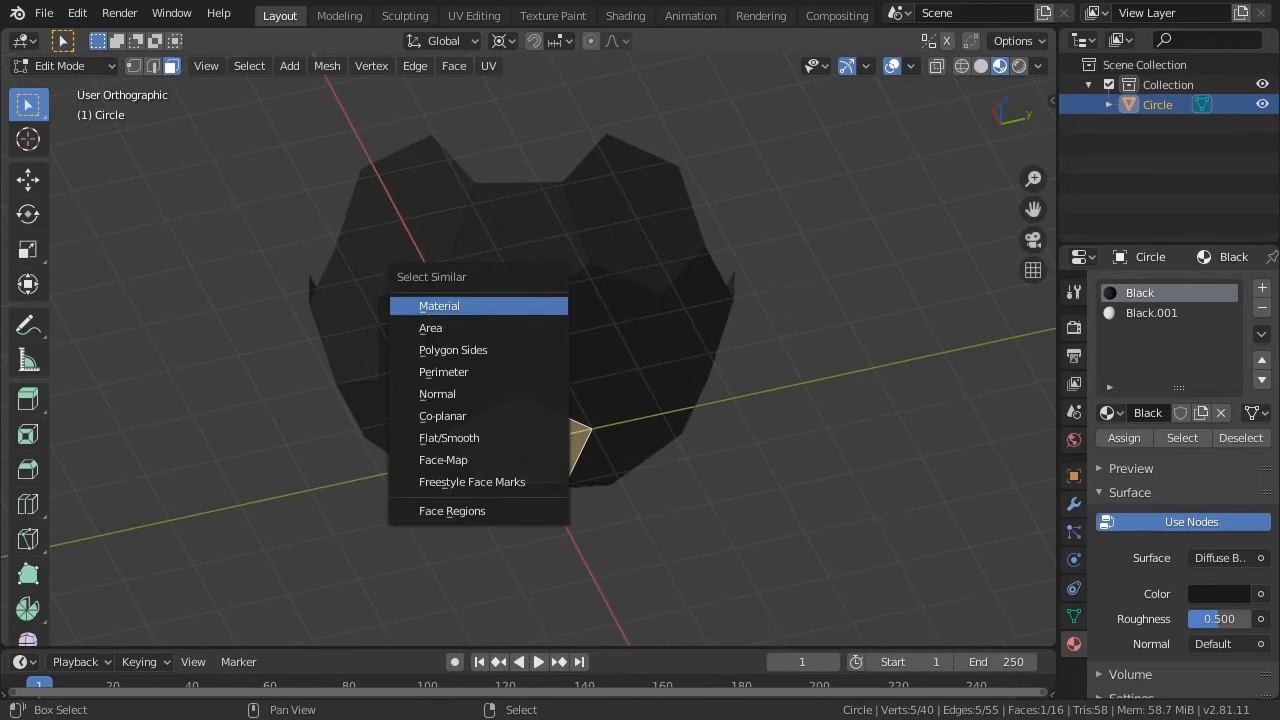 File Edit Render Window Help Layout Modeling Sculpting UV Editing Texture Paint Shading Animation Rendering Compositing Scene View Layer
Global Options
Edit Mode View Select Add Mesh Vertex Edge Face UV
User Orthographic
(1) Circle
y
Scene Collection
Collection
Circle
Circle Black
Black
Black.001
Black
Assign Select Deselect
Preview
Surface
Use Nodes
Surface Diffuse B..
Color
Roughness 0.500
Normal Default
Volume
Settings
Select Similar
Material
Area
Polygon Sides
Perimeter
Normal
Co-planar
Flat/Smooth
Face-Map
Freestyle Face Marks
Face Regions
Playback Keying View Marker 1 Start 1 End 250
1 20 40 60 80 100 120 140 160 180 200 220 240
Box Select Pan View Select Circle | Verts:5/40 | Edges:5/55 | Faces:1/16 | Tris:58 | Mem: 58.7 MiB | v2.81.11